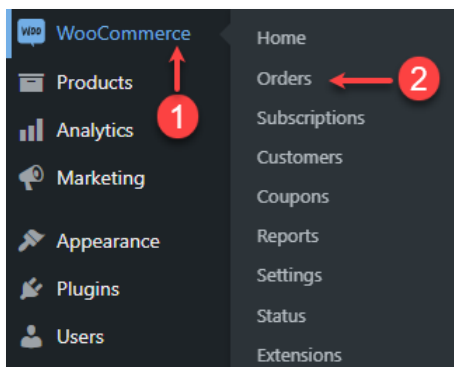 WooCommerce
Products
Analytics
Marketing
Appearance
Plugins
Users
Home
Orders
Subscriptions
Customers
Coupons
Reports
Settings
Status
Extensions
1
2
WOO